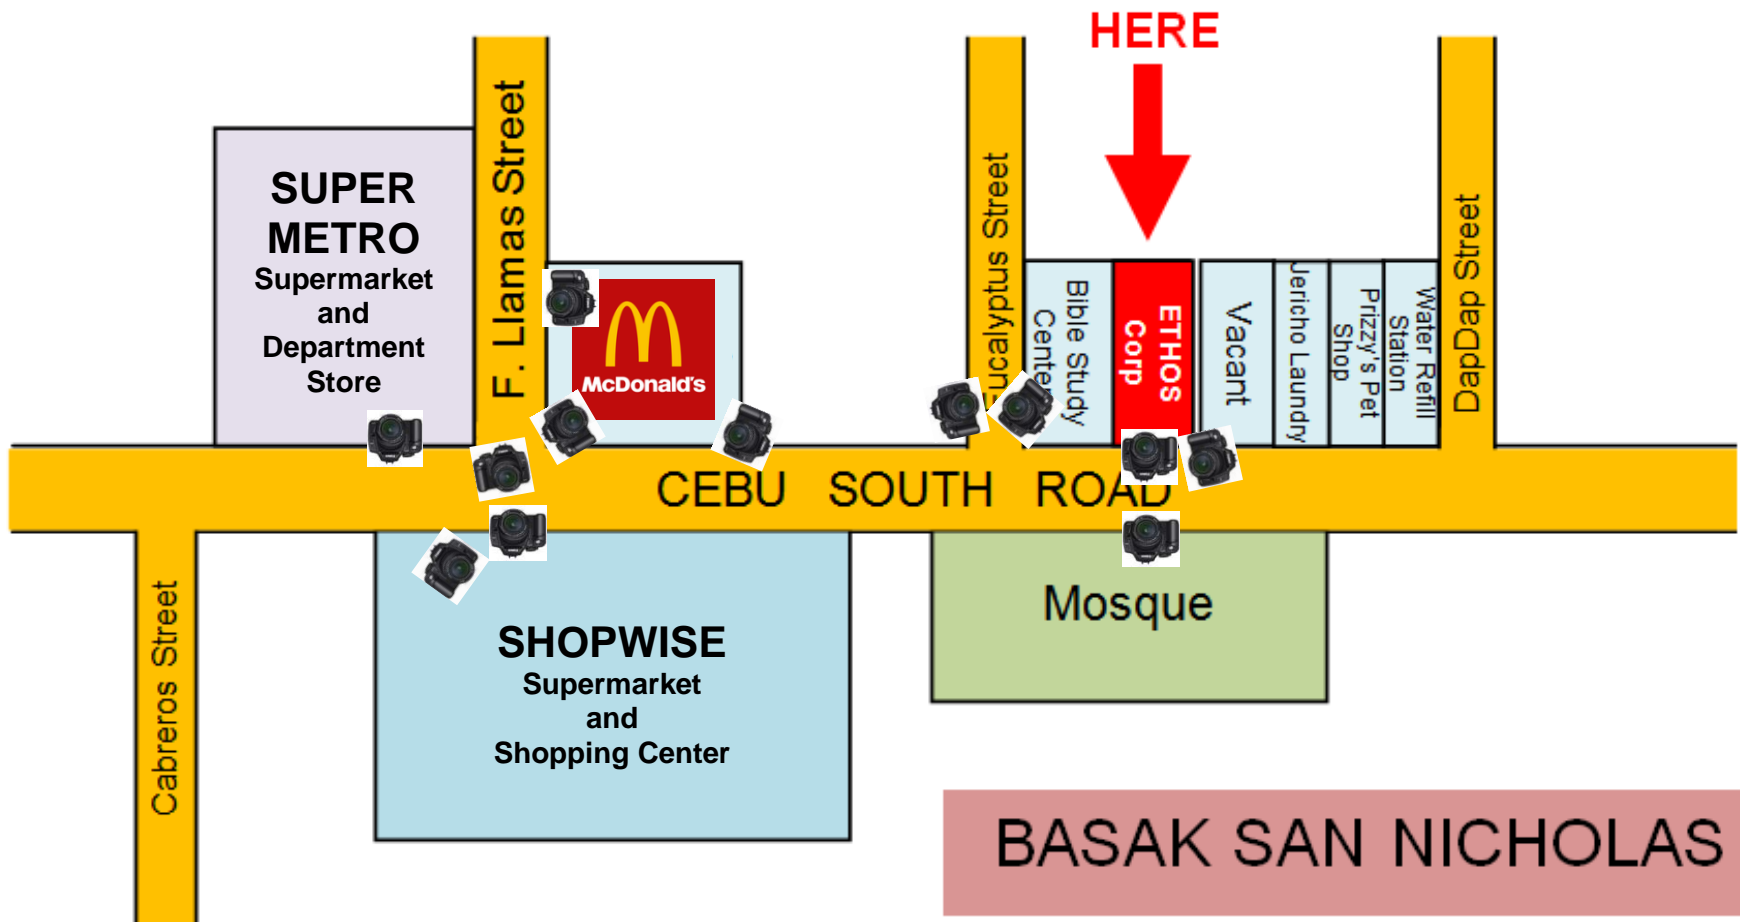 HERE
SUPER
METRO
Supermarket
and
Department
Store
F. Llamas Street
McDonald's
Eucalyptus Street
Bible Study
Center
ETHOS
Corp
Vacant
Jericho Laundry
Prizzy's Pet
Shop
Water Refill
Station
DapDap Street
CEBU SOUTH ROAD
Cabreros Street
SHOPWISE
Supermarket
and
Shopping Center
Mosque
BASAK SAN NICHOLAS